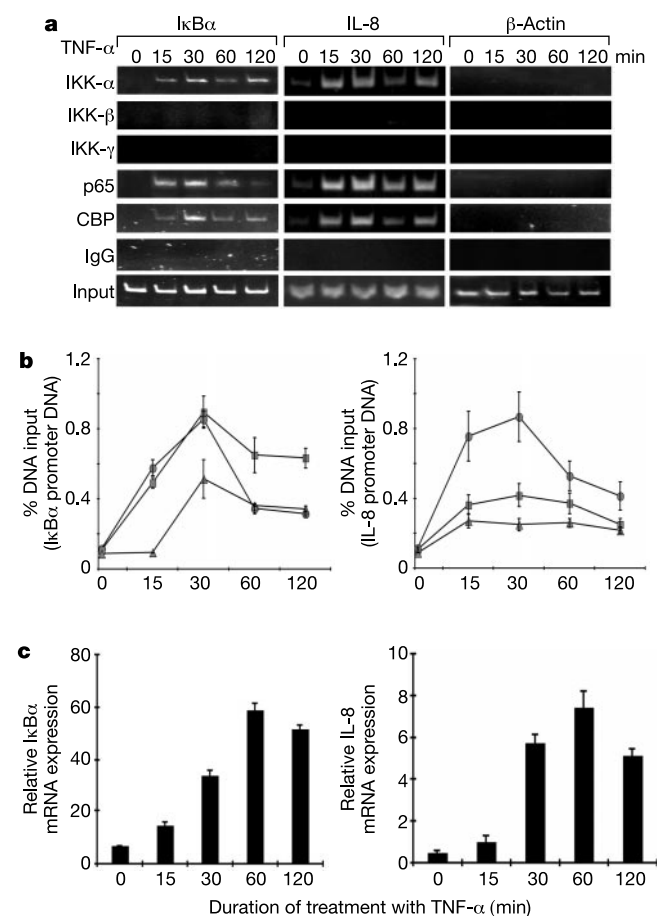 a
IκBα IL-8 β-Actin
TNF-α 0 15 30 60 120 0 15 30 60 120 0 15 30 60 120 min
IKK-α
IKK-β
IKK-γ
p65
CBP
IgG
Input
b
% DNA input
(IκBα promoter DNA)
1.2
0.8
0.4
0
0 15 30 60 120
% DNA input
(IL-8 promoter DNA)
1.2
0.8
0.4
0
0 15 30 60 120
c
Relative IκBα
mRNA expression
80
60
40
20
0
0 15 30 60 120
Relative IL-8
mRNA expression
10
8
6
4
2
0
0 15 30 60 120
Duration of treatment with TNF-α (min)